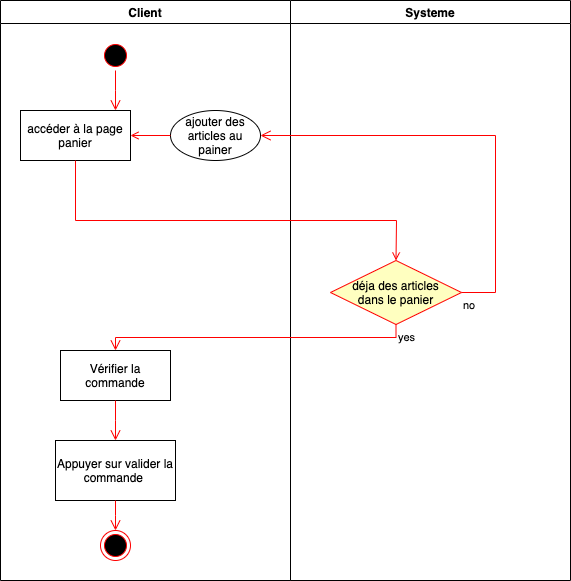 Client
Systeme
accéder à la page
panier
ajouter des
articles au
painer
déja des articles
dans le panier
no
yes
Vérifier la
commande
Appuyer sur valider la
commande